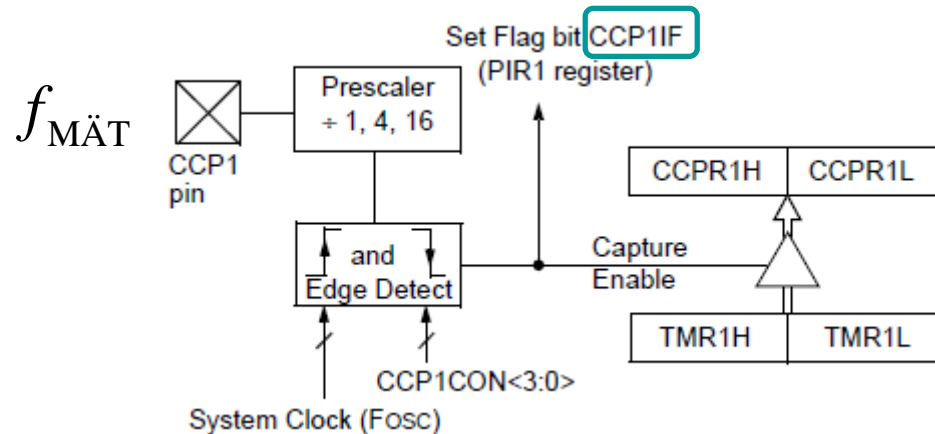 Set Flag bit CCP1IF
(PIR1 register)
Prescaler
÷ 1, 4, 16
fMÄT
CCP1
pin
CCPR1H CCPR1L
and
Edge Detect
Capture
Enable
TMR1H TMR1L
CCP1CON<3:0>
System Clock (FOSC)